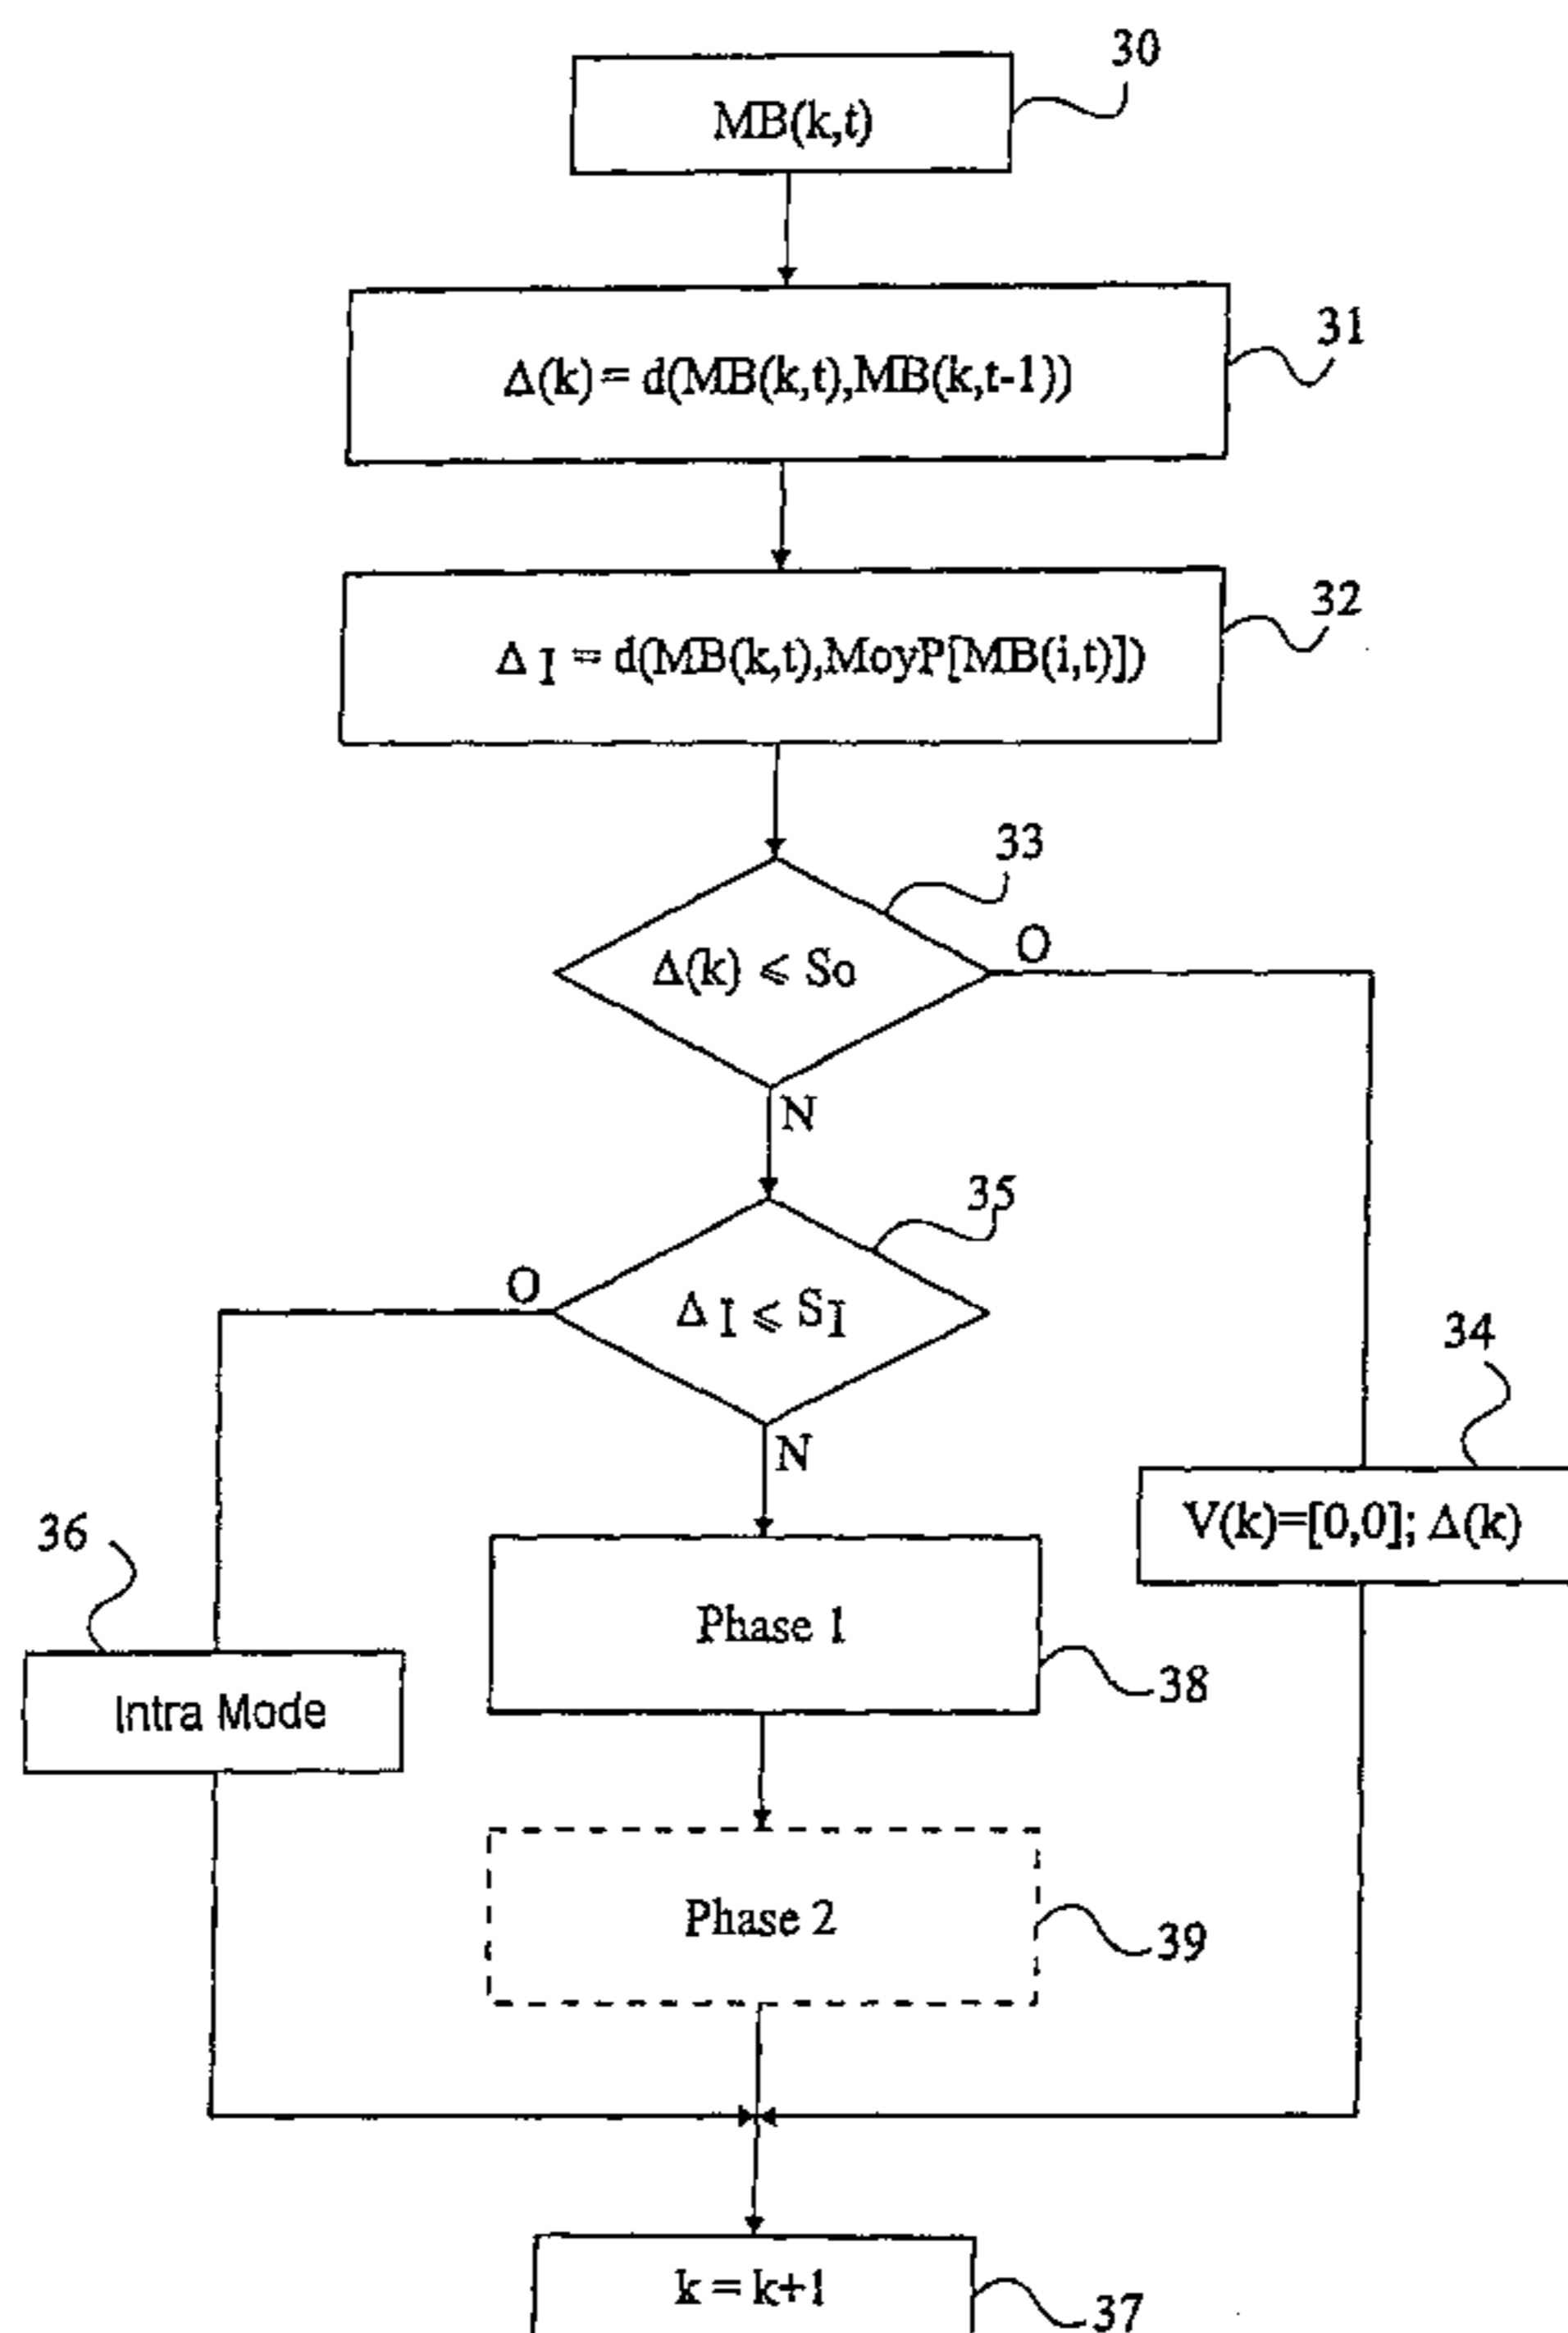 30
MB(k,t)
31
Δ(k) = d(MB(k,t),MB(k,t-1))
32
Δ I = d(MB(k,t),MoyP[MB(i,t)])
33
O
Δ(k) ⩽ So
N
35
O
Δ I ⩽ SI
34
N
V(k)=[0,0]; Δ(k)
36
Phase 1
38
Intra Mode
Phase 2
39
k = k+1
37